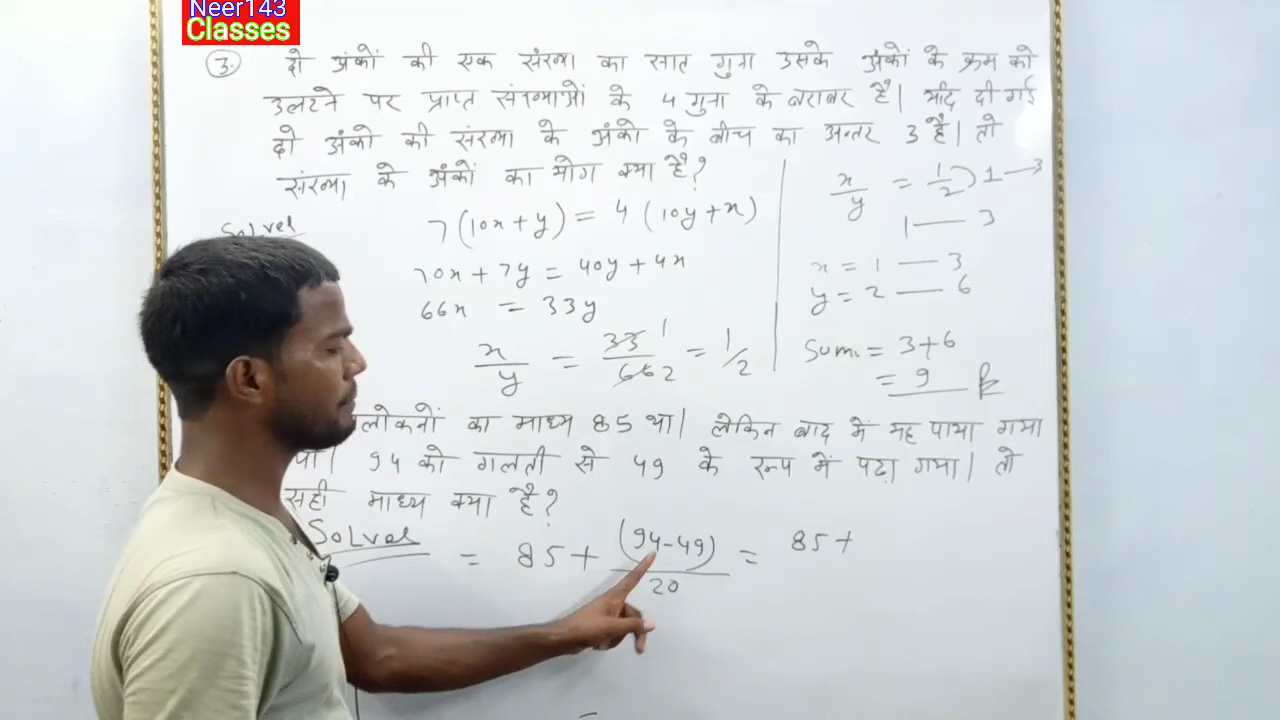 Neer143
Classes
3. दो अंकों की एक संख्या का सात गुना उसके अंकों के क्रम को
उलटने पर प्राप्त संख्याओं के 4 गुना के बराबर है। यदि दी गई
दो अंको की संख्या के अंको के बीच का अन्तर 3 है। तो
संख्या के अंकों का योग क्या है?
Solvel
7(10x+y) = 4(10y+x)
70x+7y = 40y+4x
66x = 33y
x/y = 33/66 = 1/2
x/y = 1/2 ) 1 → 3
1 — 3
x = 1 — 3
y = 2 — 6
Sum = 3+6
= 9
लोकनों का माध्य 85 था। लेकिन बाद में यह पाया गया
था। 94 को गलती से 49 के रूप में पढ़ा गया। तो
सही माध्य क्या है?
Solvel
= 85 + (94-49)/20 = 85 +